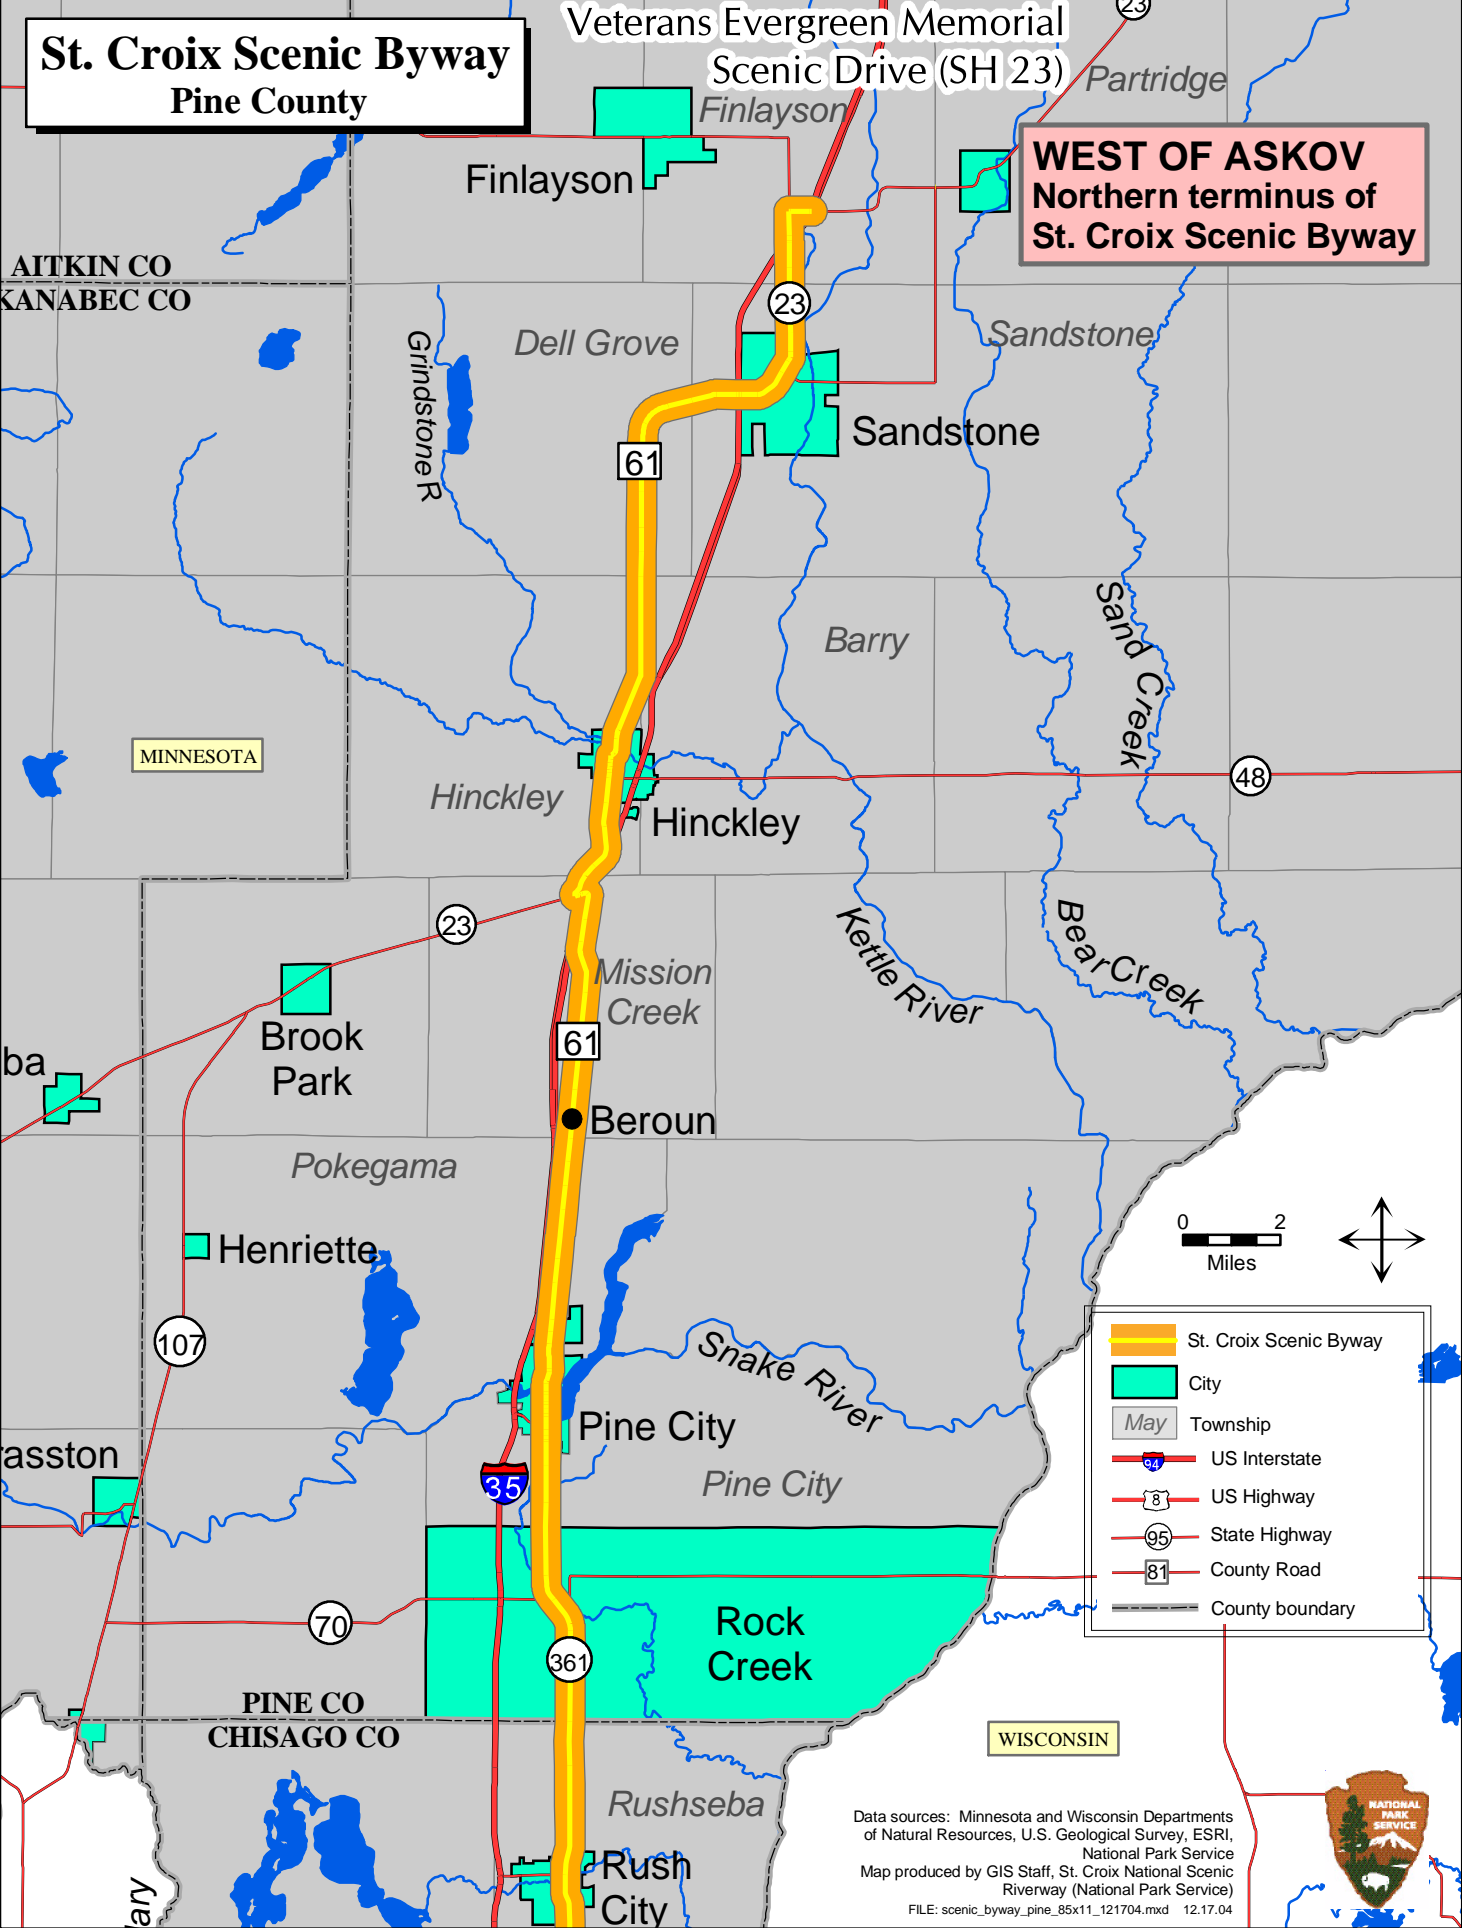 Veterans Evergreen Memorial
Scenic Drive (SH 23)
23
St. Croix Scenic Byway
Pine County
Partridge
Finlayson
Finlayson
WEST OF ASKOV
Northern terminus of
St. Croix Scenic Byway
AITKIN CO
KANABEC CO
23
Dell Grove
Sandstone
Grindstone R
Sandstone
61
Sand Creek
Barry
MINNESOTA
48
Hinckley
Hinckley
23
Kettle River
Bear Creek
Mission
Creek
Brook
Park
61
ba
Beroun
Pokegama
0 2
Miles
Henriette
107
Snake River
St. Croix Scenic Byway
City
May Township
94 US Interstate
8 US Highway
95 State Highway
81 County Road
County boundary
Pine City
asston
35
Pine City
70
Rock
Creek
361
PINE CO
CHISAGO CO
WISCONSIN
Rushseba
Rush
City
ary
Data sources: Minnesota and Wisconsin Departments
of Natural Resources, U.S. Geological Survey, ESRI,
National Park Service
Map produced by GIS Staff, St. Croix National Scenic
Riverway (National Park Service)
FILE: scenic_byway_pine_85x11_121704.mxd 12.17.04
NATIONAL
PARK
SERVICE